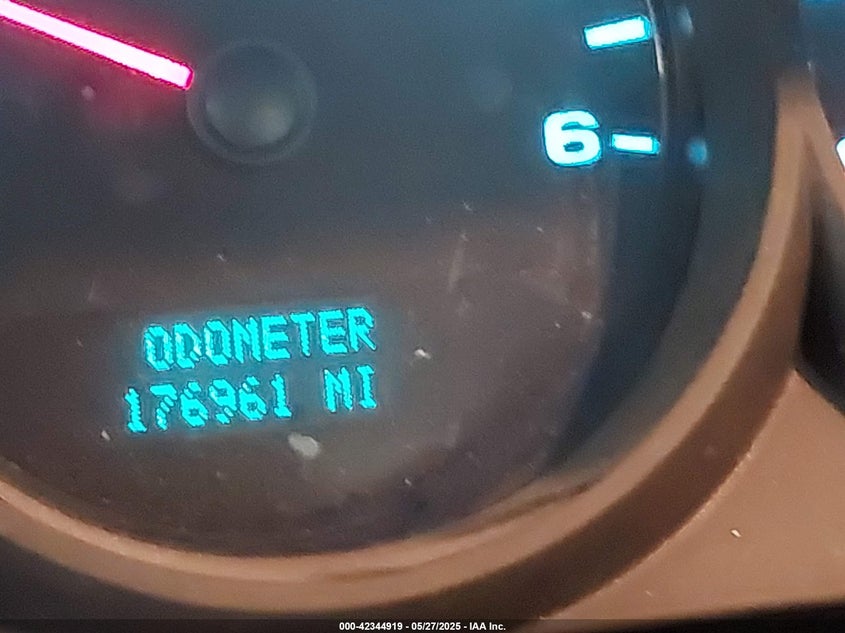 6
ODOMETER
176961 MI
000-42344919 - 05/27/2025 - IAA Inc.